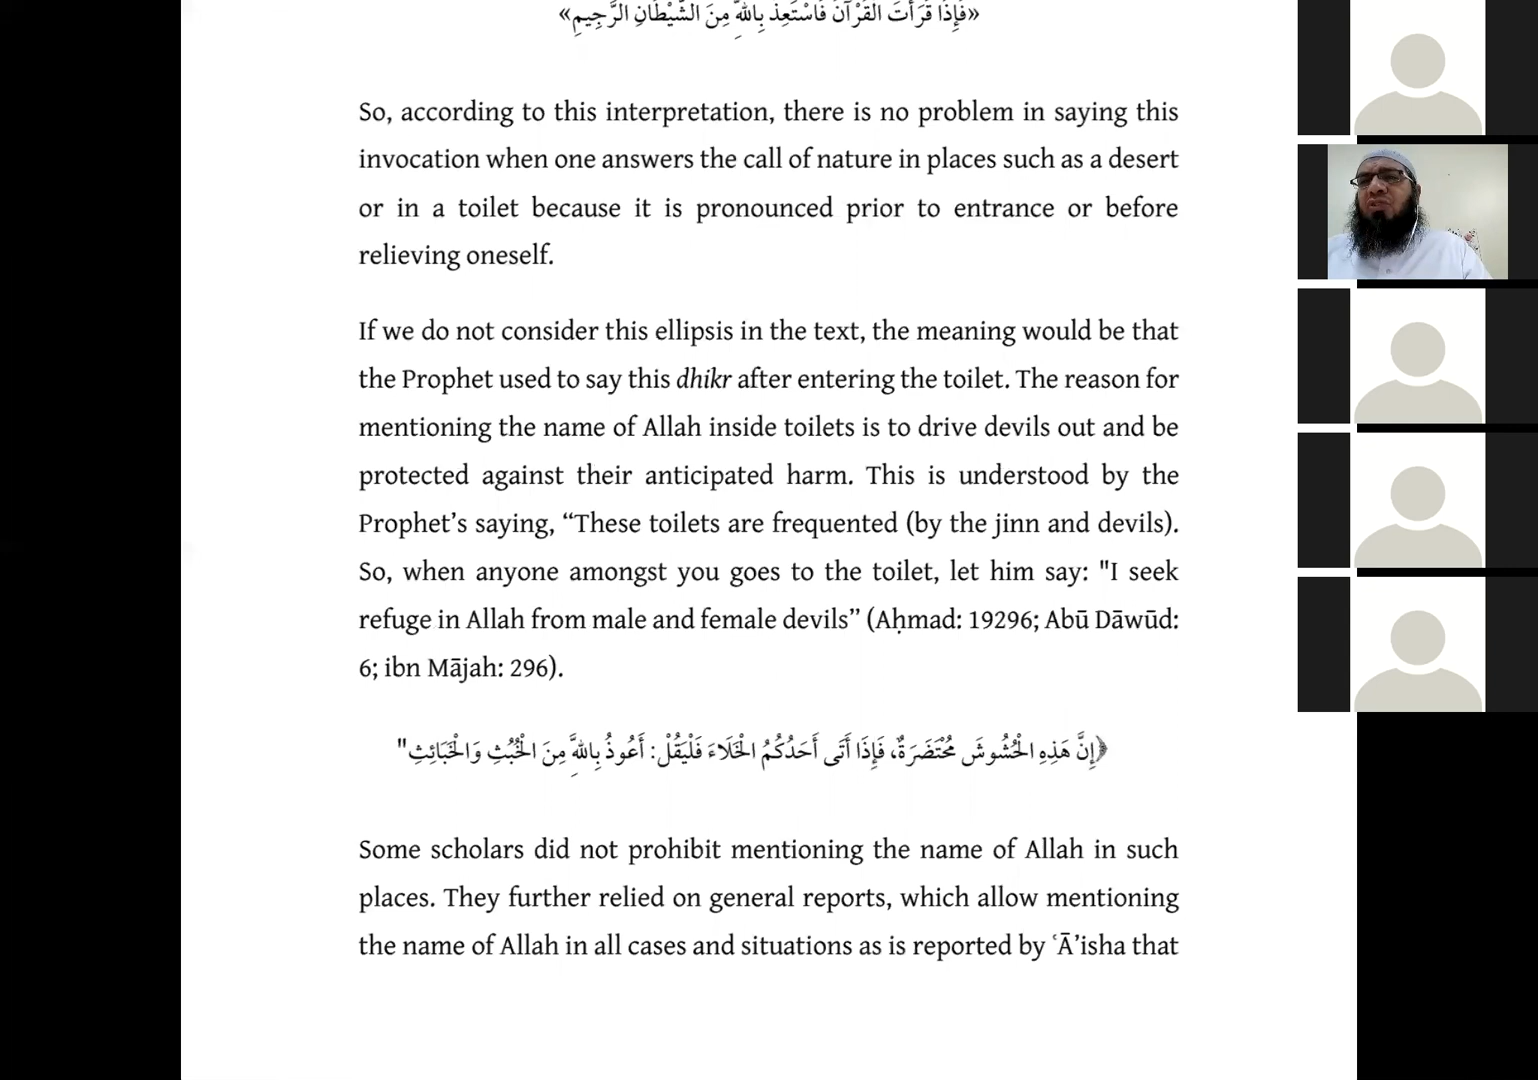 «فَإِذَا قَرَأْتَ الْقُرْآنَ فَاسْتَعِذْ بِاللَّهِ مِنَ الشَّيْطَانِ الرَّجِيمِ»
So, according to this interpretation, there is no problem in saying this
invocation when one answers the call of nature in places such as a desert
or in a toilet because it is pronounced prior to entrance or before
relieving oneself.
If we do not consider this ellipsis in the text, the meaning would be that
the Prophet used to say this dhikr after entering the toilet. The reason for
mentioning the name of Allah inside toilets is to drive devils out and be
protected against their anticipated harm. This is understood by the
Prophet’s saying, “These toilets are frequented (by the jinn and devils).
So, when anyone amongst you goes to the toilet, let him say: "I seek
refuge in Allah from male and female devils” (Aḥmad: 19296; Abū Dāwūd:
6; ibn Mājah: 296).
﴿إِنَّ هَذِهِ الْحُشُوشَ مُحْتَضَرَةٌ، فَإِذَا أَتَى أَحَدُكُمُ الْخَلَاءَ فَلْيَقُلْ: أَعُوذُ بِاللَّهِ مِنَ الْخُبُثِ وَالْخَبَائِثِ"
Some scholars did not prohibit mentioning the name of Allah in such
places. They further relied on general reports, which allow mentioning
the name of Allah in all cases and situations as is reported by ʿĀ’isha that